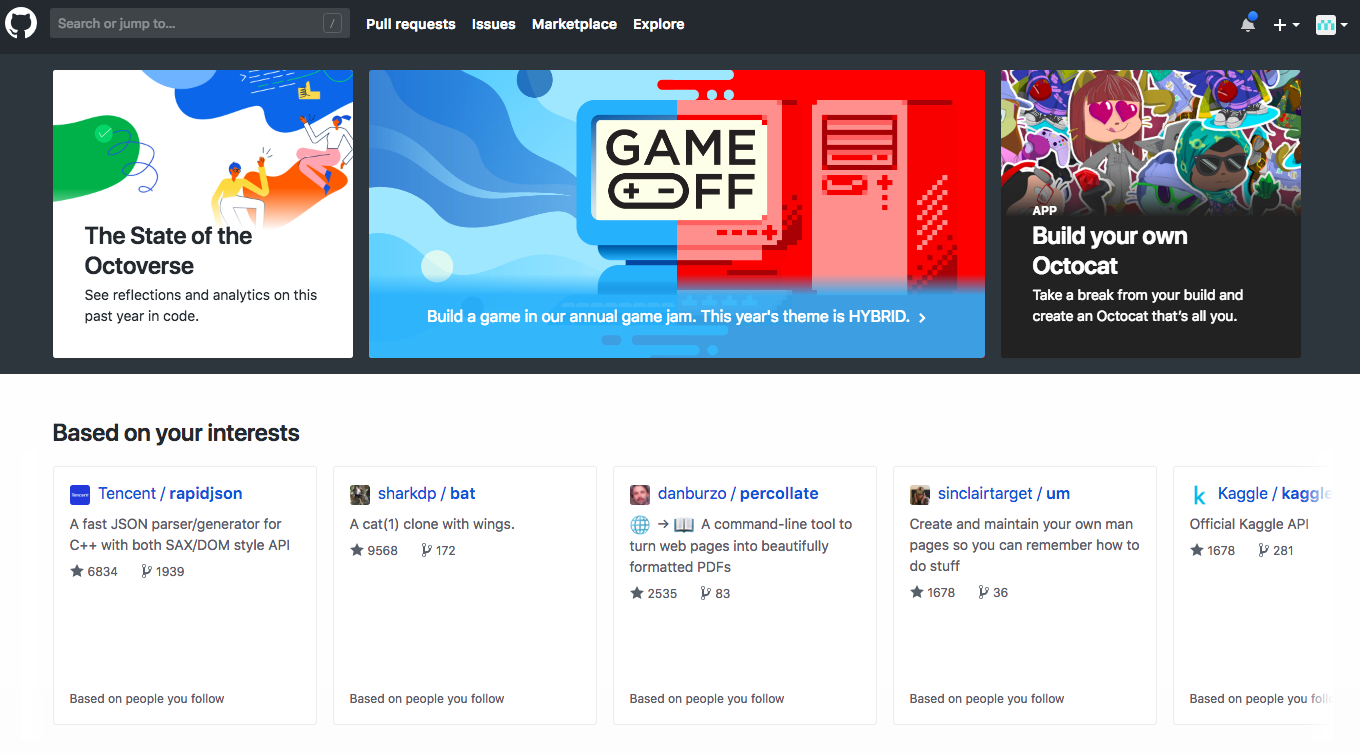 Search or jump to... /
Pull requests Issues Marketplace Explore
The State of the
Octoverse
See reflections and analytics on this
past year in code.
GAME
OFF
Build a game in our annual game jam. This year's theme is HYBRID.
APP
Build your own
Octocat
Take a break from your build and
create an Octocat that’s all you.
Based on your interests
Tencent / rapidjson
A fast JSON parser/generator for
C++ with both SAX/DOM style API
6834 1939
Based on people you follow
sharkdp / bat
A cat(1) clone with wings.
9568 172
Based on people you follow
danburzo / percollate
🌐 → 📖 A command-line tool to
turn web pages into beautifully
formatted PDFs
2535 83
Based on people you follow
sinclairtarget / um
Create and maintain your own man
pages so you can remember how to
do stuff
1678 36
Based on people you follow
Kaggle / kaggle
Official Kaggle API
1678 281
Based on people you